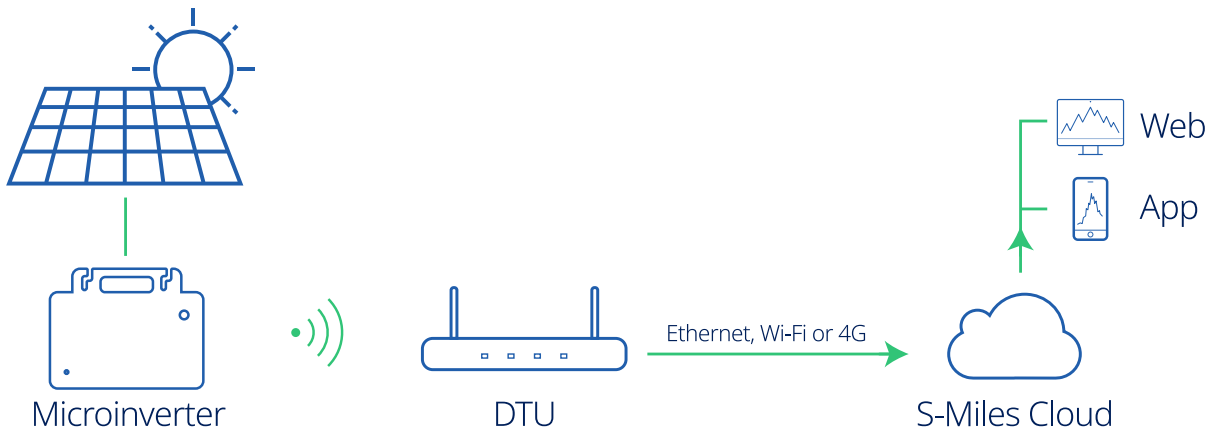 Web
App
Ethernet, Wi-Fi or 4G
Microinverter
DTU
S-Miles Cloud